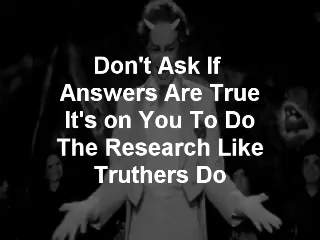 Don't Ask If
Answers Are True
It's on You To Do
The Research Like
Truthers Do